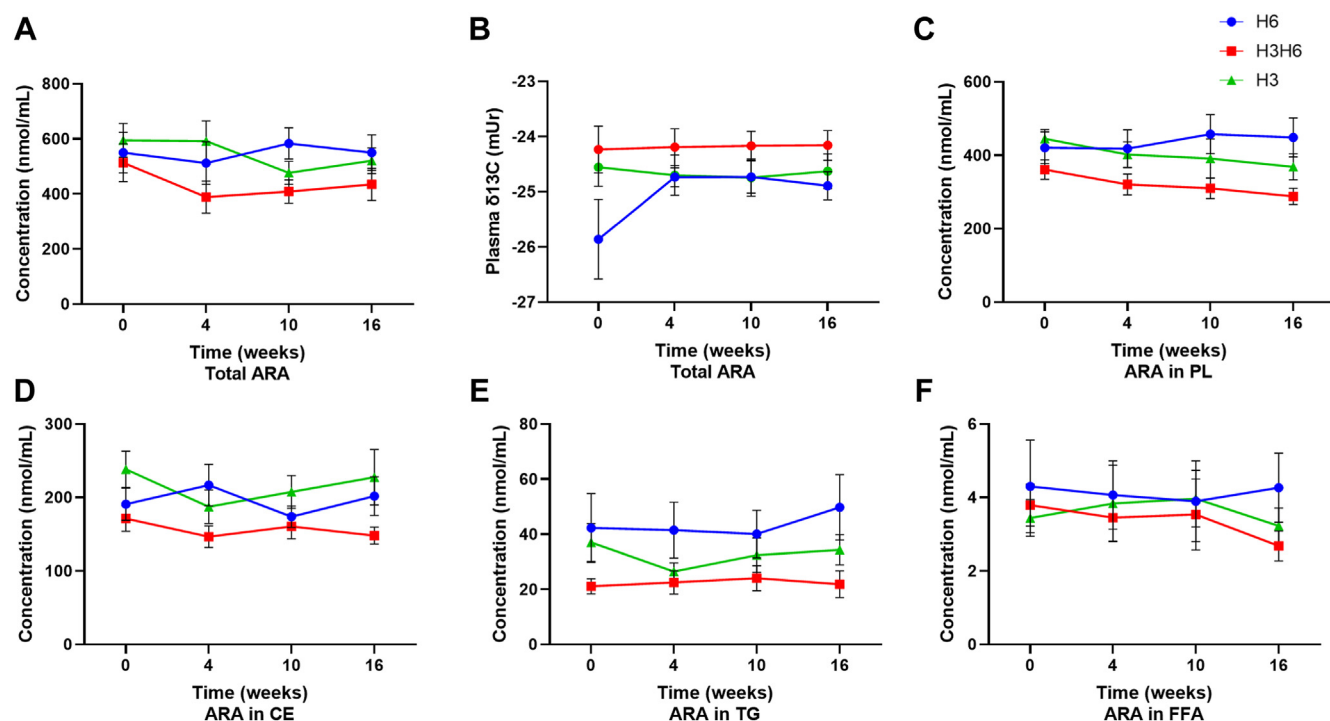 A
Concentration (nmol/mL)
800
600
400
200
0
0 4 10 16
Time (weeks)
Total ARA
B
Plasma δ13C (mUr)
-23
-24
-25
-26
-27
0 4 10 16
Time (weeks)
Total ARA
C
H6
H3H6
H3
Concentration (nmol/mL)
600
400
200
0
0 4 10 16
Time (weeks)
ARA in PL
D
Concentration (nmol/mL)
300
200
100
0
0 4 10 16
Time (weeks)
ARA in CE
E
Concentration (nmol/mL)
80
60
40
20
0
0 4 10 16
Time (weeks)
ARA in TG
F
Concentration (nmol/mL)
6
4
2
0
0 4 10 16
Time (weeks)
ARA in FFA